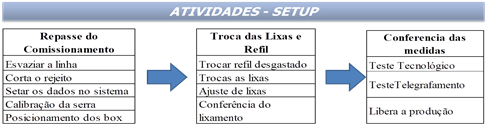 ATIVIDADES - SETUP
Repasse do
Comissionamento
Esvaziar a linha
Corta o rejeito
Setar os dados no sistema
Calibração da serra
Posicionamento dos box
Troca das Lixas e
Refil
Trocar refil desgastado
Trocas as lixas
Ajuste de lixas
Conferência do
lixamento
Conferencia das
medidas
Teste Tecnológico
TesteTelegrafamento
Libera a produção